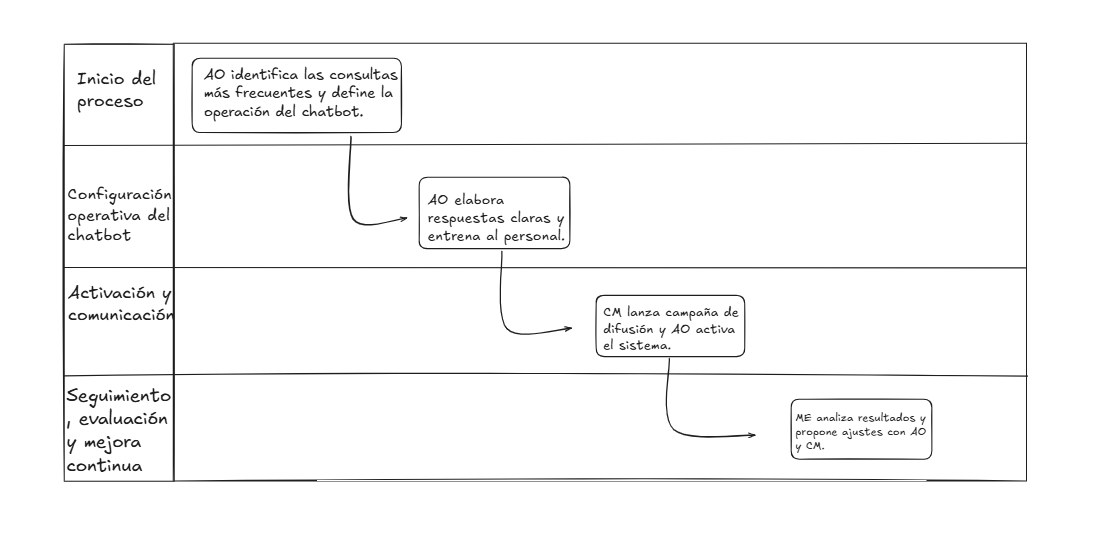 Inicio del
proceso
AO identifica las consultas
más frecuentes y define la
operación del chatbot.
Configuración
operativa del
chatbot
AO elabora
respuestas claras y
entrena al personal.
Activación y
comunicación
CM lanza campaña de
difusión y AO activa
el sistema.
Seguimiento
, evaluación
y mejora
continua
ME analiza resultados y
propone ajustes con AO
y CM.